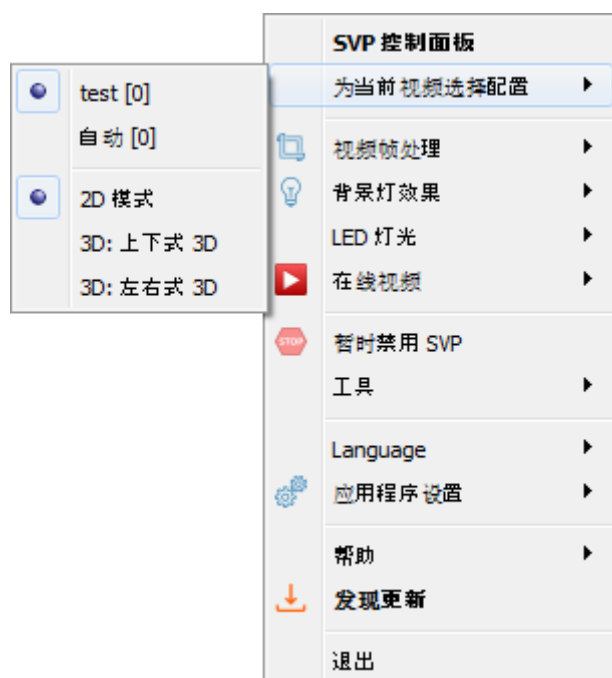 SVP 控制面板
为当前视频选择配置
test [0]
自动 [0]
2D 模式
3D: 上下式 3D
3D: 左右式 3D
视频帧处理
背景灯效果
LED 灯光
在线视频
STOP
暂时禁用 SVP
工具
Language
应用程序设置
帮助
发现更新
退出